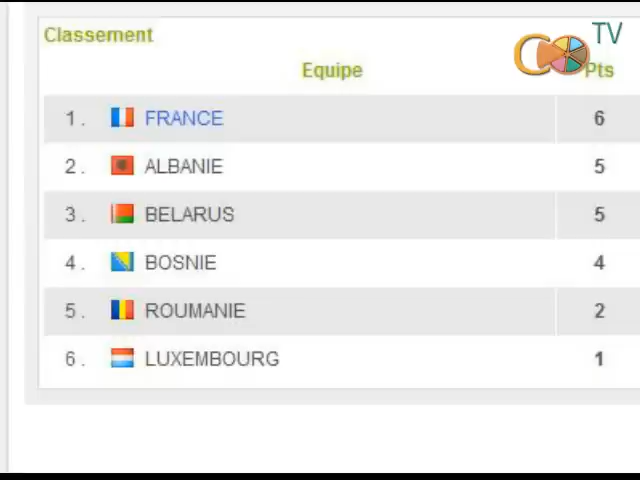 Classement
TV
Equipe Pts
1. FRANCE 6
2. ALBANIE 5
3. BELARUS 5
4. BOSNIE 4
5. ROUMANIE 2
6. LUXEMBOURG 1